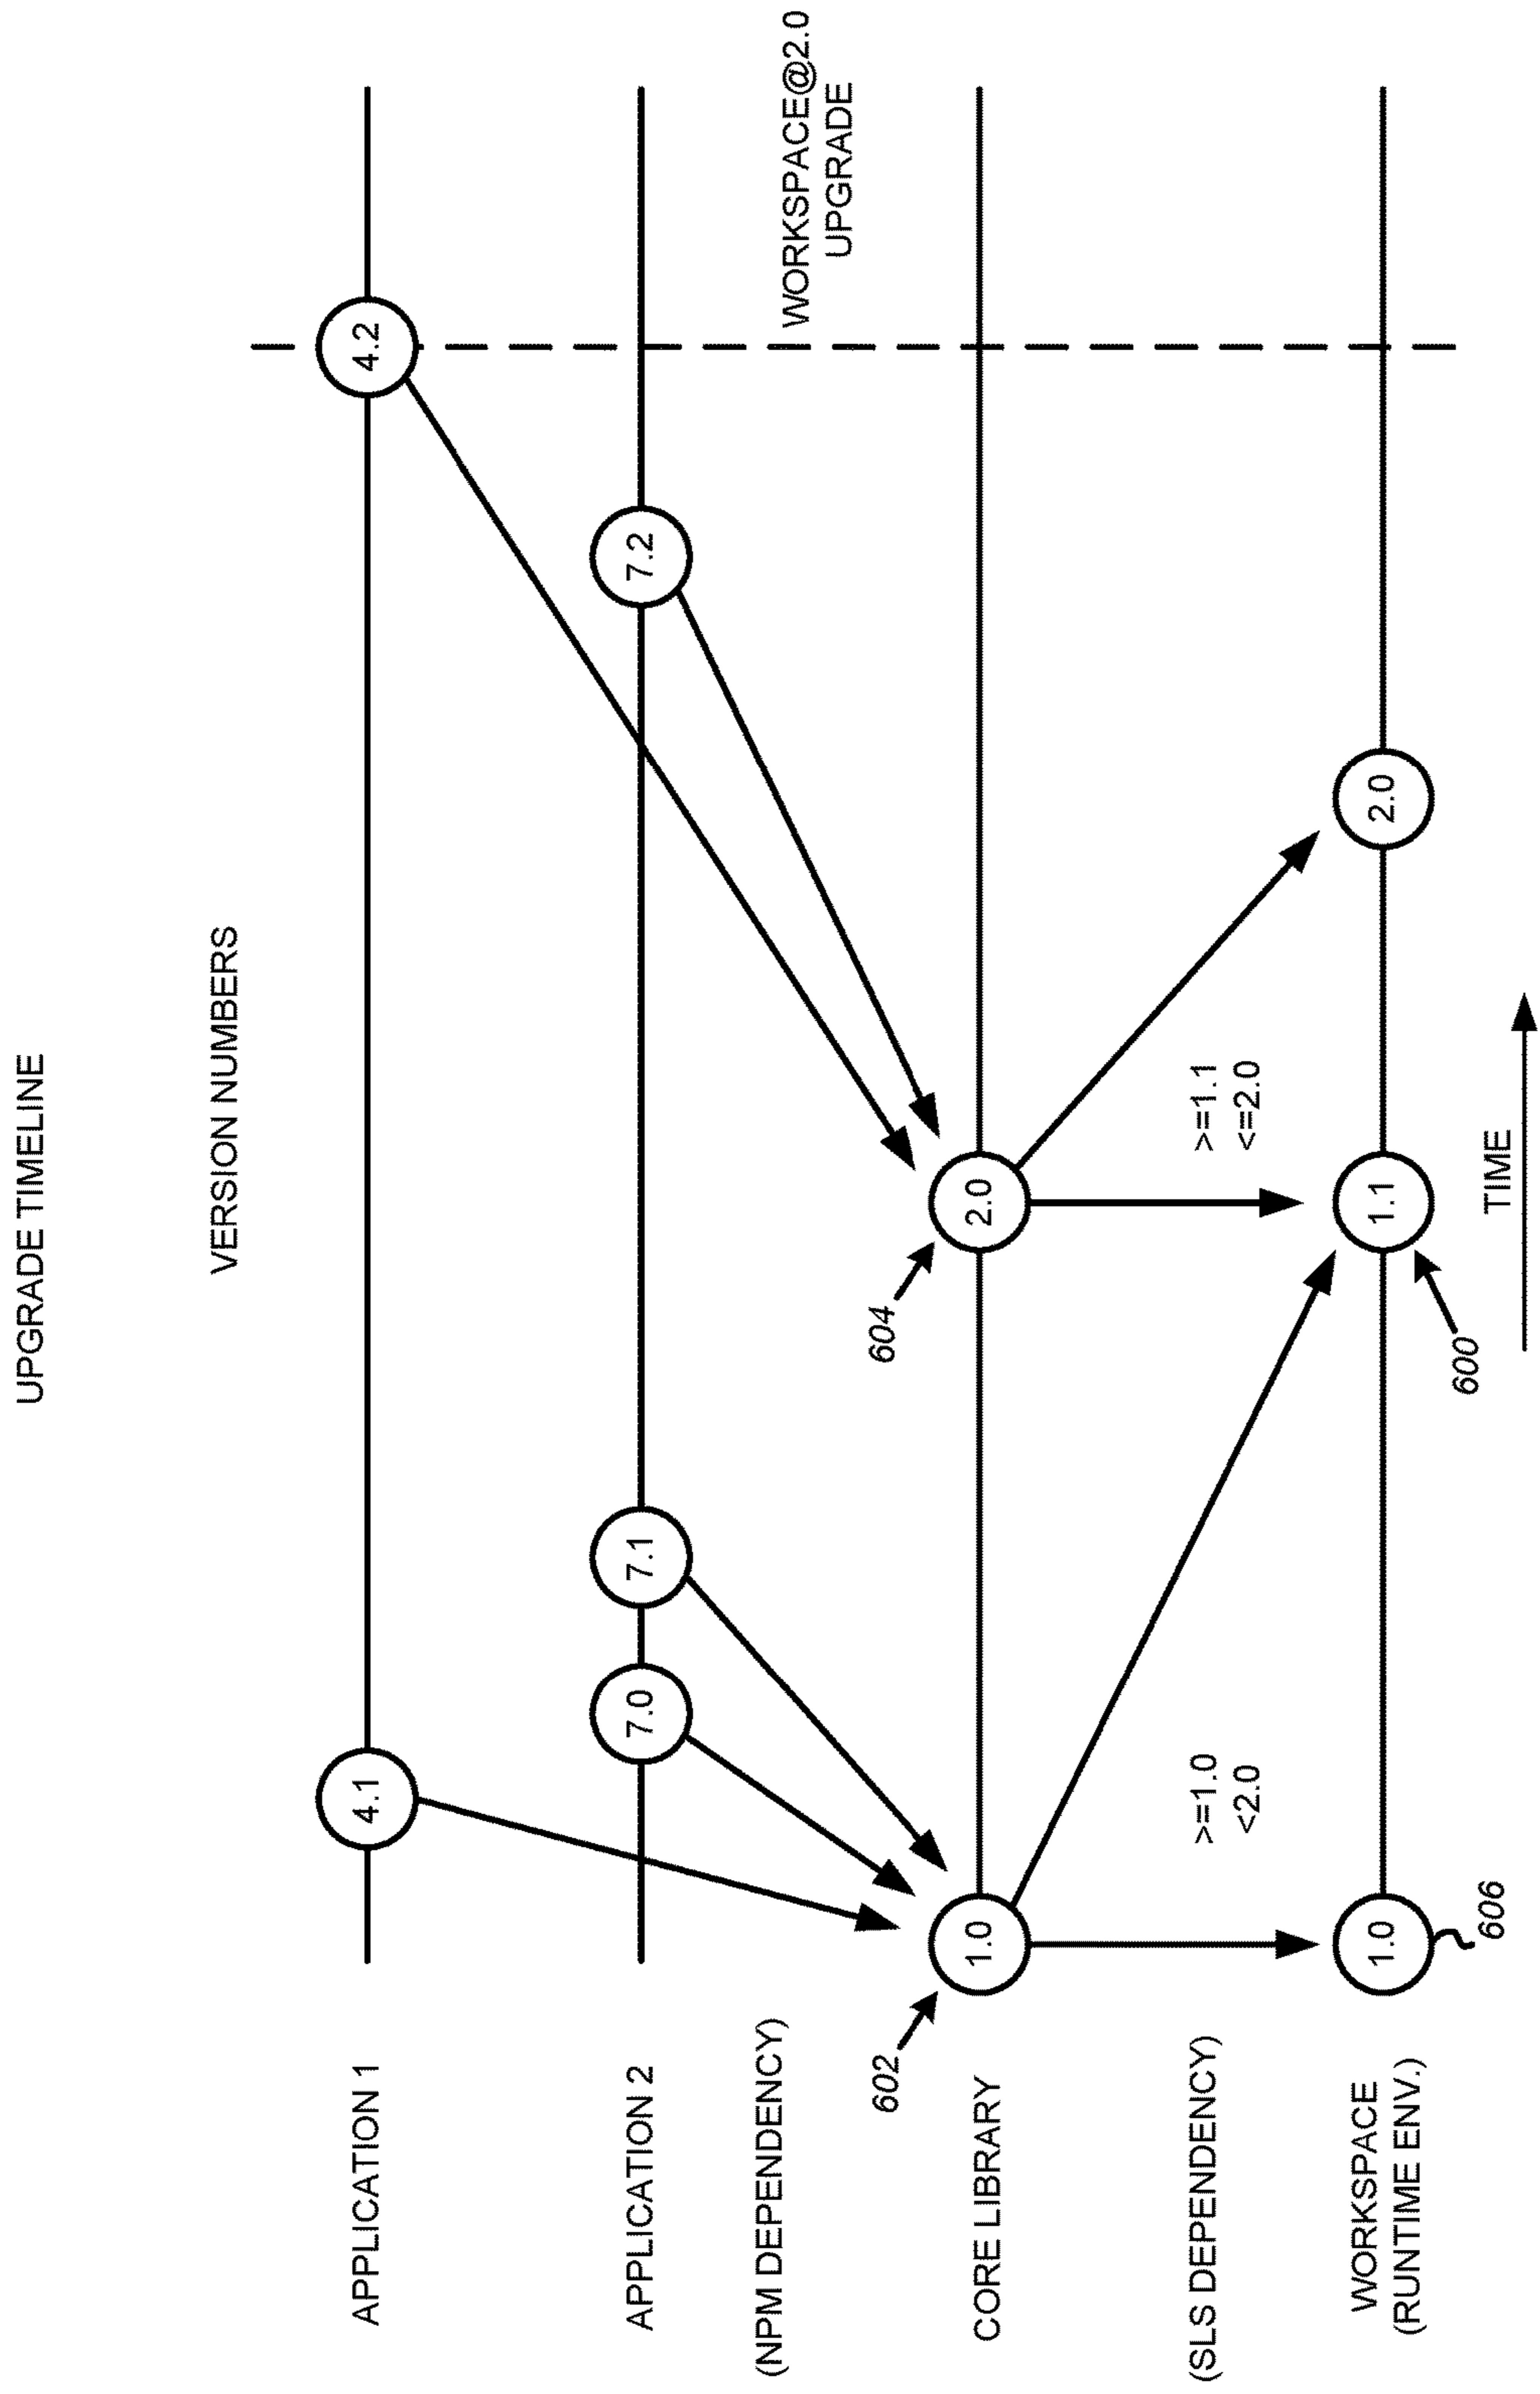 UPGRADE TIMELINE
VERSION NUMBERS
APPLICATION 1
4.1
4.2
APPLICATION 2
7.0
7.1
7.2
(NPM DEPENDENCY)
WORKSPACE@2.0
UPGRADE
602
604
CORE LIBRARY
1.0
2.0
(SLS DEPENDENCY)
>=1.0
<2.0
>=1.1
<=2.0
WORKSPACE
(RUNTIME ENV.)
1.0
1.1
2.0
606
600
TIME